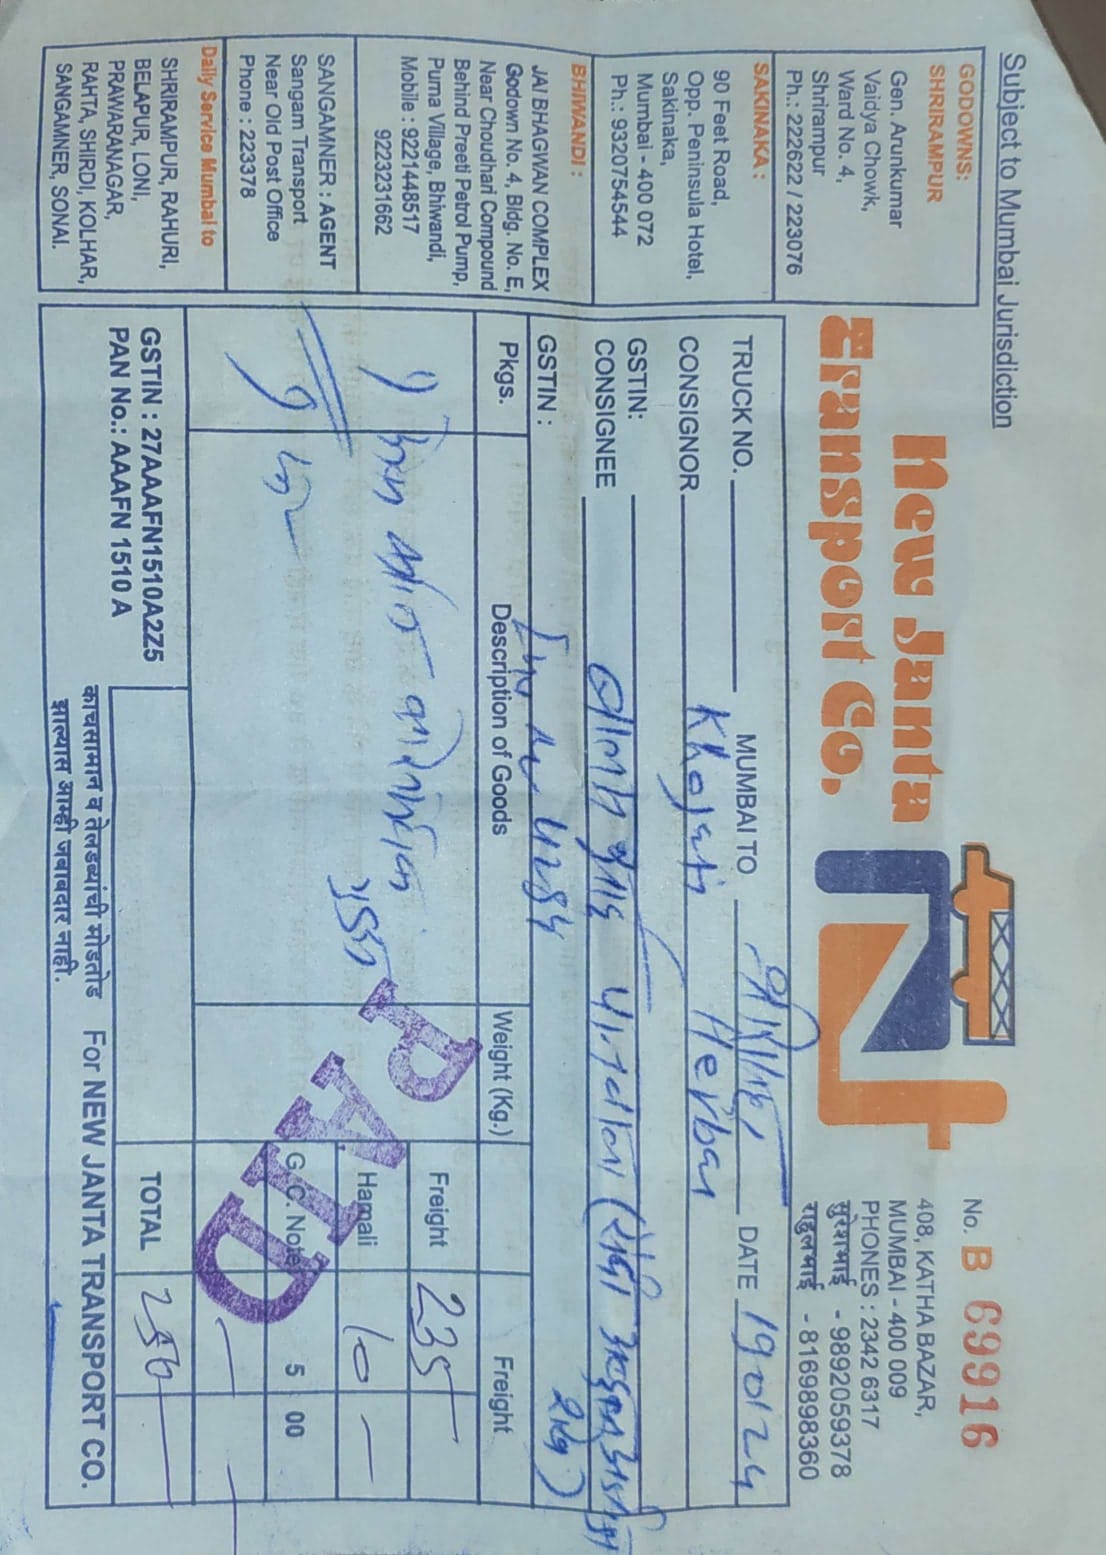 Subject to Mumbai Jurisdiction
GODOWNS:
SHRIRAMPUR
Gen. Arunkumar
Vaidya Chowk,
Ward No. 4,
Shrirampur
Ph.: 222622 / 223076
SAKINAKA :
90 Feet Road,
Opp. Peninsula Hotel,
Sakinaka,
Mumbai - 400 072
Ph.: 9320754544
BHIWANDI :
JAI BHAGWAN COMPLEX
Godown No. 4, Bldg. No. E,
Near Choudhari Compound
Behind Preeti Petrol Pump,
Purna Village, Bhiwandi,
Mobile : 9221448517
9223231662
SANGAMNER : AGENT
Sangam Transport
Near Old Post Office
Phone : 223378
Daily Service Mumbai to
SHRIRAMPUR, RAHURI,
BELAPUR, LONI,
PRAWARANAGAR,
RAHTA, SHIRDI, KOLHAR,
SANGAMNER, SONAI.
New Janta
Transport Co.
No. B 69916
408, KATHA BAZAR,
MUMBAI - 400 009
PHONES : 2342 6317
सुरेशभाई - 9892059378
राहुलभाई - 8169898360
TRUCK NO. MUMBAI TO DATE 190124
CONSIGNOR Khojati Herbal
GSTIN:
CONSIGNEE
GSTIN :
Pkgs. Description of Goods Weight (Kg.) Freight
Freight 235
Hamali 10 -
G.C. Note 5 00
TOTAL 250
PAID
GSTIN : 27AAAFN1510A2Z5
PAN No.: AAAFN 1510 A
काचसामान व तेलडब्यांची मोडतोड
झाल्यास आम्ही जबाबदार नाही.
For NEW JANTA TRANSPORT CO.